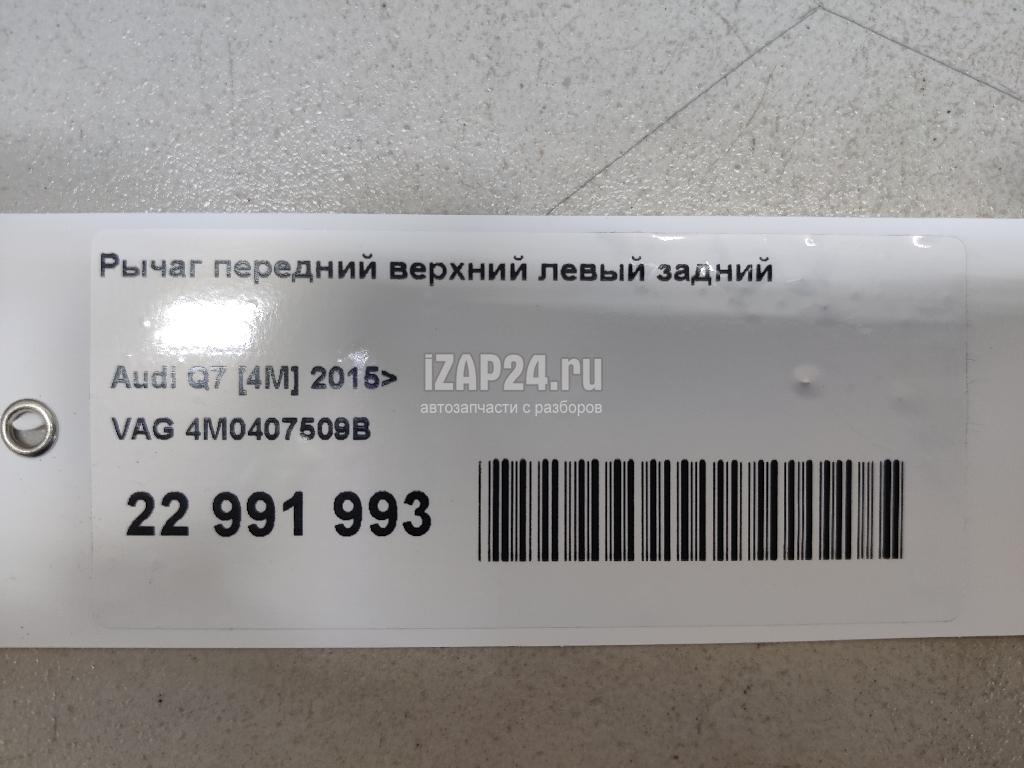 Рычаг передний верхний левый задний
iZAP24.ru
Audi Q7 [4M] 2015>
автозапчасти с разборов
VAG 4M0407509B
22 991 993